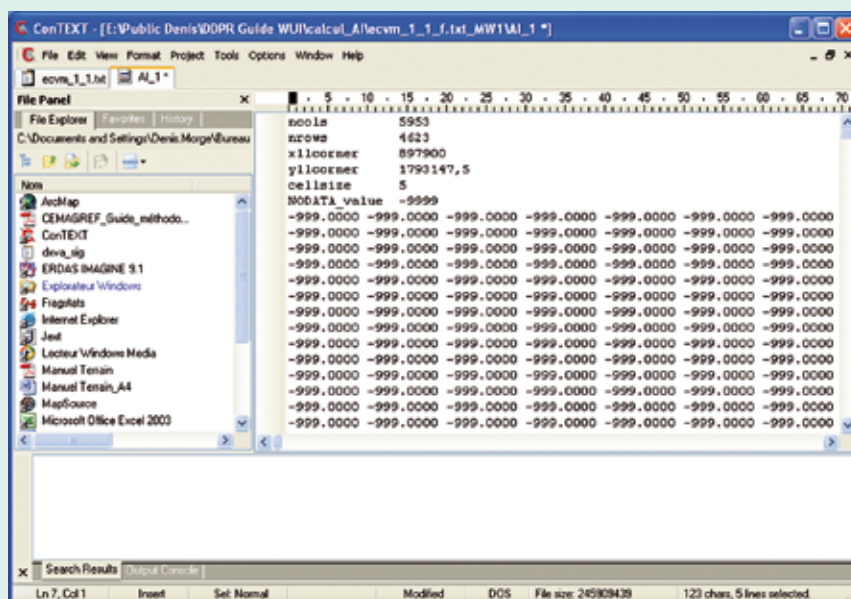 ConTEXT - [E:\Public Denis\DDPR Guide WUI\calcul_AI\ecvm_1_1_f.txt_MW1\AI_1 *]
File Edit View Format Project Tools Options Window Help
ecvm_1_1.txt AI_1 *
File Panel
File Explorer Favorites History
C:\Documents and Settings\Denis.Morge\Bureau
Nom
ArcMap
CEMAGREF_Guide_méthodo...
ConTEXT
deva_sig
ERDAS IMAGINE 9.1
Explorateur Windows
Fragstats
Internet Explorer
Jext
Lecteur Windows Media
Manuel Terrain
Manuel Terrain_A4
MapSource
Microsoft Office Excel 2003
5 10 15 20 25 30 35 40 45 50 55 60 65 70
ncols 5953
nrows 4623
xllcorner 897900
yllcorner 1793147,5
cellsize 5
NODATA_value -9999
-999.0000 -999.0000 -999.0000 -999.0000 -999.0000 -999.0000 -999.0000
-999.0000 -999.0000 -999.0000 -999.0000 -999.0000 -999.0000 -999.0000
-999.0000 -999.0000 -999.0000 -999.0000 -999.0000 -999.0000 -999.0000
-999.0000 -999.0000 -999.0000 -999.0000 -999.0000 -999.0000 -999.0000
-999.0000 -999.0000 -999.0000 -999.0000 -999.0000 -999.0000 -999.0000
-999.0000 -999.0000 -999.0000 -999.0000 -999.0000 -999.0000 -999.0000
-999.0000 -999.0000 -999.0000 -999.0000 -999.0000 -999.0000 -999.0000
-999.0000 -999.0000 -999.0000 -999.0000 -999.0000 -999.0000 -999.0000
-999.0000 -999.0000 -999.0000 -999.0000 -999.0000 -999.0000 -999.0000
-999.0000 -999.0000 -999.0000 -999.0000 -999.0000 -999.0000 -999.0000
-999.0000 -999.0000 -999.0000 -999.0000 -999.0000 -999.0000 -999.0000
-999.0000 -999.0000 -999.0000 -999.0000 -999.0000 -999.0000 -999.0000
-999.0000 -999.0000 -999.0000 -999.0000 -999.0000 -999.0000 -999.0000
-999.0000 -999.0000 -999.0000 -999.0000 -999.0000 -999.0000 -999.0000
Search Results Output Console
Ln 7, Col 1 Insert Sel: Normal Modified DOS File size: 245909439 123 chars, 5 lines selected.